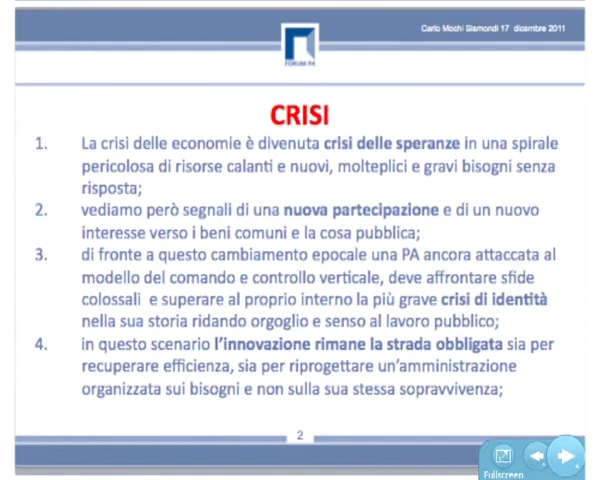 Carlo Mochi Sismondi 17 dicembre 2011
FORUM PA
CRISI
1. La crisi delle economie è divenuta crisi delle speranze in una spirale
pericolosa di risorse calanti e nuovi, molteplici e gravi bisogni senza
risposta;
2. vediamo però segnali di una nuova partecipazione e di un nuovo
interesse verso i beni comuni e la cosa pubblica;
3. di fronte a questo cambiamento epocale una PA ancora attaccata al
modello del comando e controllo verticale, deve affrontare sfide
colossali e superare al proprio interno la più grave crisi di identità
nella sua storia ridando orgoglio e senso al lavoro pubblico;
4. in questo scenario l'innovazione rimane la strada obbligata sia per
recuperare efficienza, sia per riprogettare un'amministrazione
organizzata sui bisogni e non sulla sua stessa sopravvivenza;
2
Fullscreen